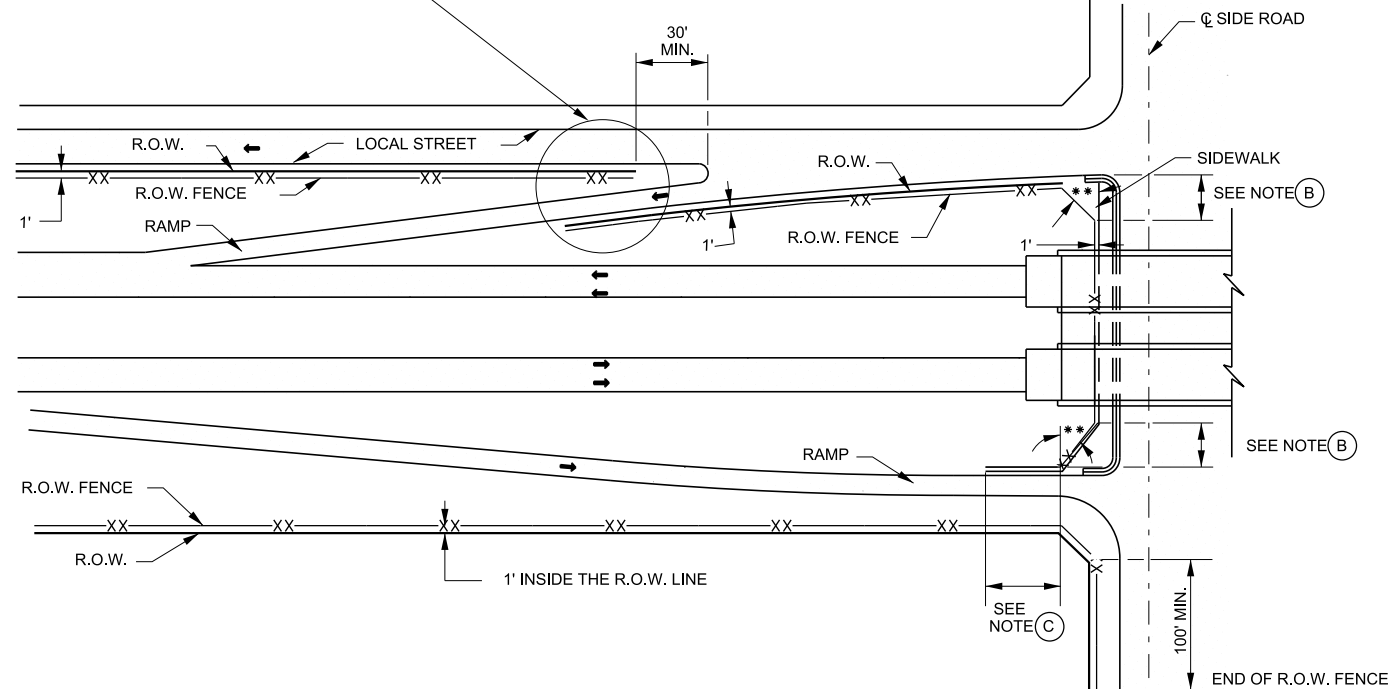 ℄ SIDE ROAD
30'
MIN.
R.O.W.
LOCAL STREET
R.O.W.
SIDEWALK
XX
XX
XX
XX
R.O.W. FENCE
**
SEE NOTE B
1'
RAMP
XX
XX
XX
1'
R.O.W. FENCE
1'
XX
**
SEE NOTE B
RAMP
X
X
R.O.W. FENCE
XX
XX
XX
XX
XX
XX
R.O.W.
1' INSIDE THE R.O.W. LINE
X
SEE
NOTE C
100' MIN.
END OF R.O.W. FENCE